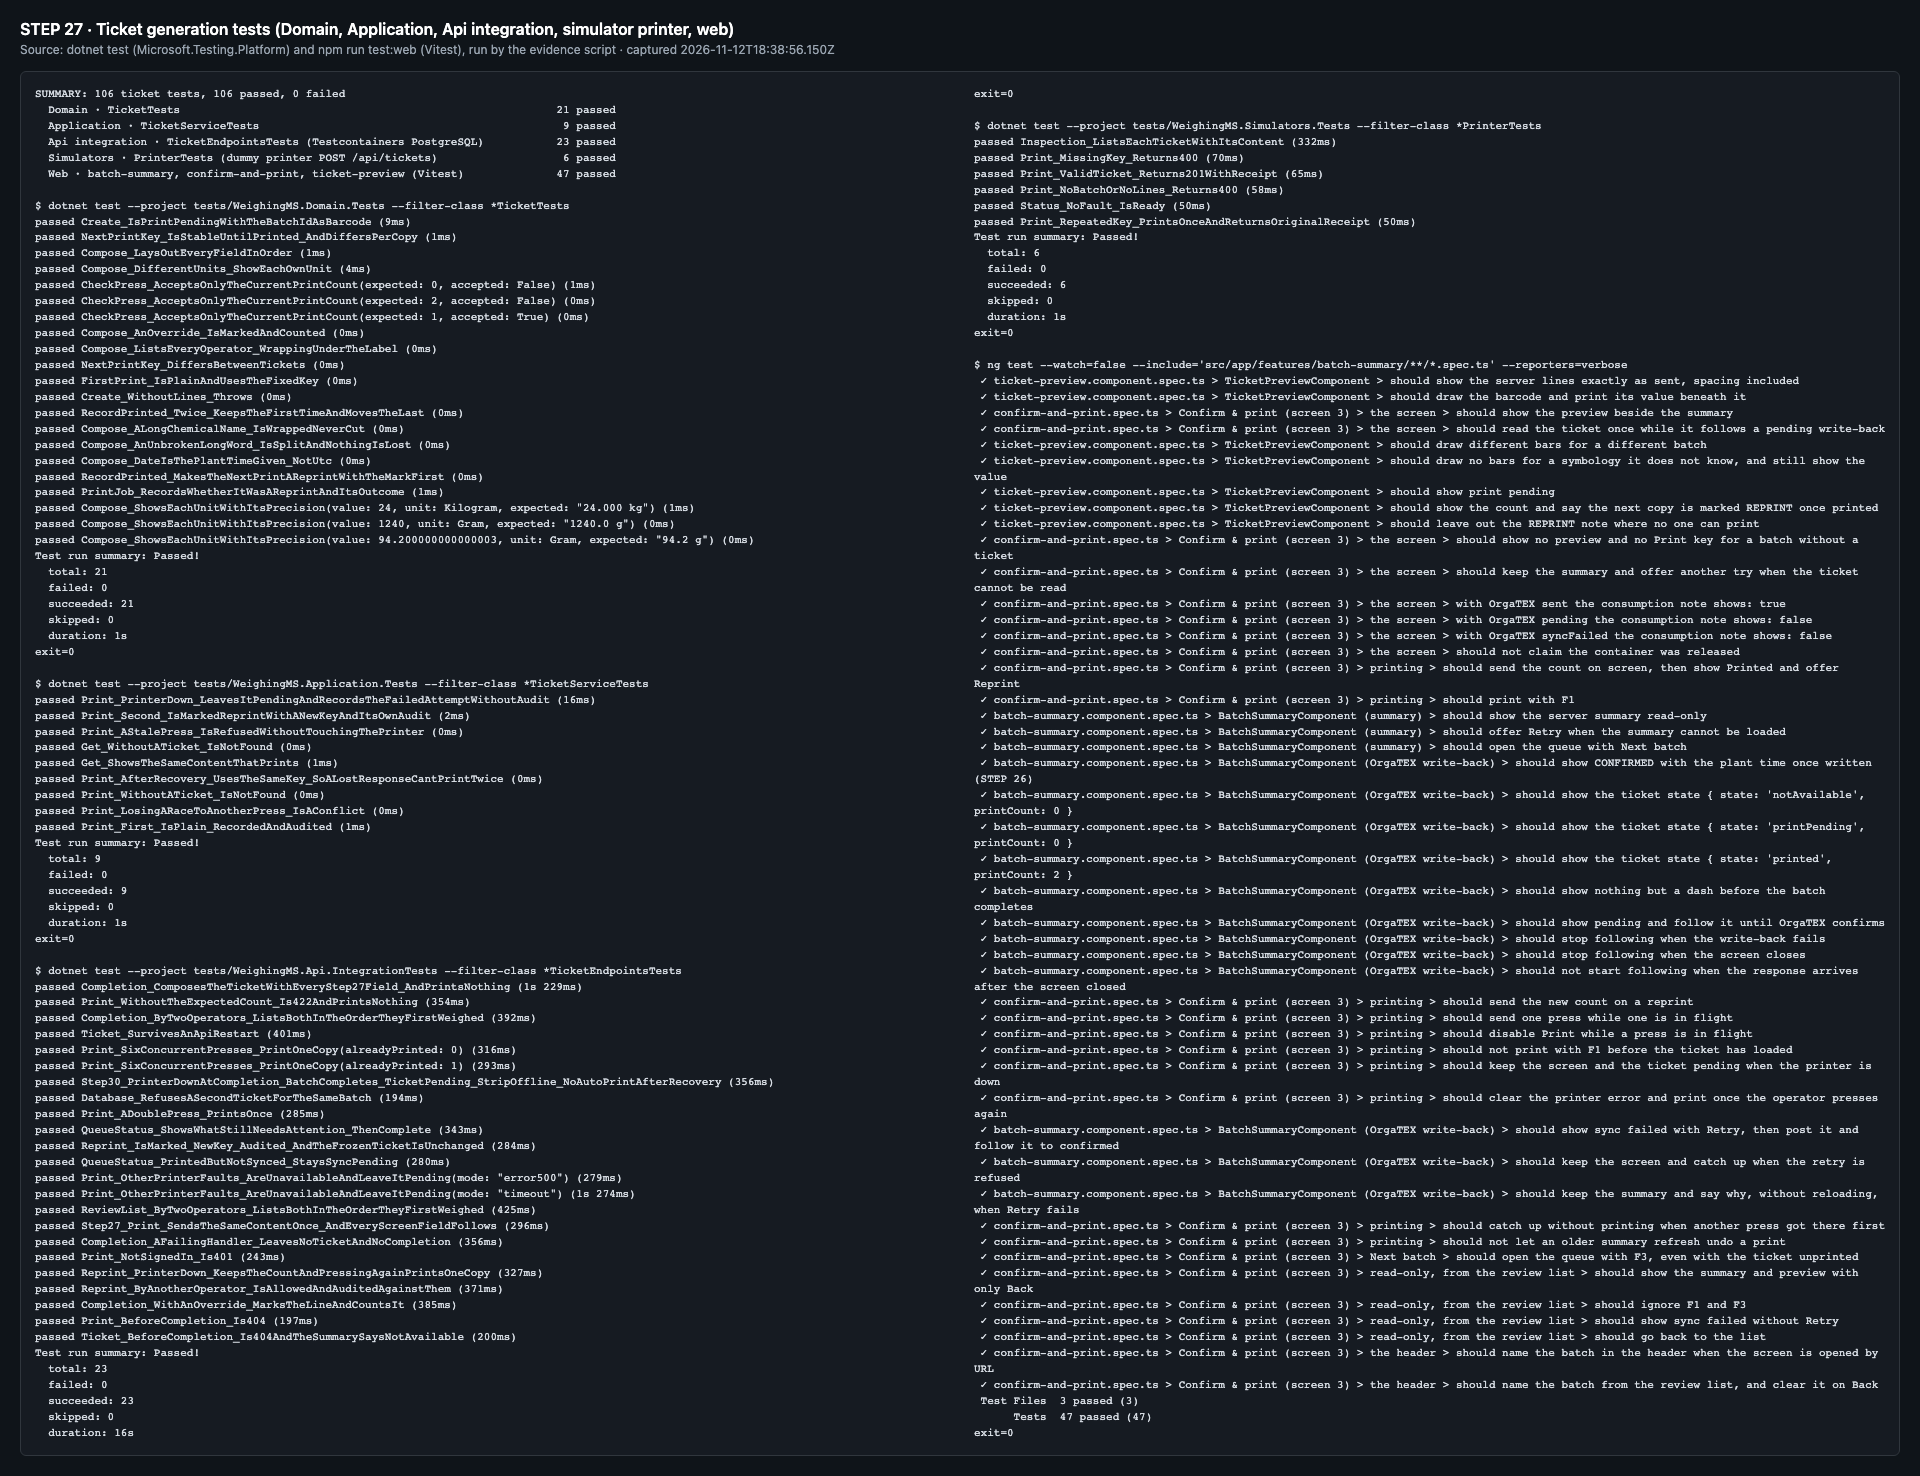 STEP 27 · Ticket generation tests (Domain, Application, Api integration, simulator printer, web)
Source: dotnet test (Microsoft.Testing.Platform) and npm run test:web (Vitest), run by the evidence script · captured 2026-11-12T18:38:56.150Z
SUMMARY: 106 ticket tests, 106 passed, 0 failed
Domain · TicketTests 21 passed
Application · TicketServiceTests 9 passed
Api integration · TicketEndpointsTests (Testcontainers PostgreSQL) 23 passed
Simulators · PrinterTests (dummy printer POST /api/tickets) 6 passed
Web · batch-summary, confirm-and-print, ticket-preview (Vitest) 47 passed
$ dotnet test --project tests/WeighingMS.Domain.Tests --filter-class *TicketTests
passed Create_IsPrintPendingWithTheBatchIdAsBarcode (9ms)
passed NextPrintKey_IsStableUntilPrinted_AndDiffersPerCopy (1ms)
passed Compose_LaysOutEveryFieldInOrder (1ms)
passed Compose_DifferentUnits_ShowEachOwnUnit (4ms)
passed CheckPress_AcceptsOnlyTheCurrentPrintCount(expected: 0, accepted: False) (1ms)
passed CheckPress_AcceptsOnlyTheCurrentPrintCount(expected: 2, accepted: False) (0ms)
passed CheckPress_AcceptsOnlyTheCurrentPrintCount(expected: 1, accepted: True) (0ms)
passed Compose_AnOverride_IsMarkedAndCounted (0ms)
passed Compose_ListsEveryOperator_WrappingUnderTheLabel (0ms)
passed NextPrintKey_DiffersBetweenTickets (0ms)
passed FirstPrint_IsPlainAndUsesTheFixedKey (0ms)
passed Create_WithoutLines_Throws (0ms)
passed RecordPrinted_Twice_KeepsTheFirstTimeAndMovesTheLast (0ms)
passed Compose_ALongChemicalName_IsWrappedNeverCut (0ms)
passed Compose_AnUnbrokenLongWord_IsSplitAndNothingIsLost (0ms)
passed Compose_DateIsThePlantTimeGiven_NotUtc (0ms)
passed RecordPrinted_MakesTheNextPrintAReprintWithTheMarkFirst (0ms)
passed PrintJob_RecordsWhetherItWasAReprintAndItsOutcome (1ms)
passed Compose_ShowsEachUnitWithItsPrecision(value: 24, unit: Kilogram, expected: "24.000 kg") (1ms)
passed Compose_ShowsEachUnitWithItsPrecision(value: 1240, unit: Gram, expected: "1240.0 g") (0ms)
passed Compose_ShowsEachUnitWithItsPrecision(value: 94.200000000000003, unit: Gram, expected: "94.2 g") (0ms)
Test run summary: Passed!
total: 21
failed: 0
succeeded: 21
skipped: 0
duration: 1s
exit=0
$ dotnet test --project tests/WeighingMS.Application.Tests --filter-class *TicketServiceTests
passed Print_PrinterDown_LeavesItPendingAndRecordsTheFailedAttemptWithoutAudit (16ms)
passed Print_Second_IsMarkedReprintWithANewKeyAndItsOwnAudit (2ms)
passed Print_AStalePress_IsRefusedWithoutTouchingThePrinter (0ms)
passed Get_WithoutATicket_IsNotFound (0ms)
passed Get_ShowsTheSameContentThatPrints (1ms)
passed Print_AfterRecovery_UsesTheSameKey_SoALostResponseCantPrintTwice (0ms)
passed Print_WithoutATicket_IsNotFound (0ms)
passed Print_LosingARaceToAnotherPress_IsAConflict (0ms)
passed Print_First_IsPlain_RecordedAndAudited (1ms)
Test run summary: Passed!
total: 9
failed: 0
succeeded: 9
skipped: 0
duration: 1s
exit=0
$ dotnet test --project tests/WeighingMS.Api.IntegrationTests --filter-class *TicketEndpointsTests
passed Completion_ComposesTheTicketWithEveryStep27Field_AndPrintsNothing (1s 229ms)
passed Print_WithoutTheExpectedCount_Is422AndPrintsNothing (354ms)
passed Completion_ByTwoOperators_ListsBothInTheOrderTheyFirstWeighed (392ms)
passed Ticket_SurvivesAnApiRestart (401ms)
passed Print_SixConcurrentPresses_PrintOneCopy(alreadyPrinted: 0) (316ms)
passed Print_SixConcurrentPresses_PrintOneCopy(alreadyPrinted: 1) (293ms)
passed Step30_PrinterDownAtCompletion_BatchCompletes_TicketPending_StripOffline_NoAutoPrintAfterRecovery (356ms)
passed Database_RefusesASecondTicketForTheSameBatch (194ms)
passed Print_ADoublePress_PrintsOnce (285ms)
passed QueueStatus_ShowsWhatStillNeedsAttention_ThenComplete (343ms)
passed Reprint_IsMarked_NewKey_Audited_AndTheFrozenTicketIsUnchanged (284ms)
passed QueueStatus_PrintedButNotSynced_StaysSyncPending (280ms)
passed Print_OtherPrinterFaults_AreUnavailableAndLeaveItPending(mode: "error500") (279ms)
passed Print_OtherPrinterFaults_AreUnavailableAndLeaveItPending(mode: "timeout") (1s 274ms)
passed ReviewList_ByTwoOperators_ListsBothInTheOrderTheyFirstWeighed (425ms)
passed Step27_Print_SendsTheSameContentOnce_AndEveryScreenFieldFollows (296ms)
passed Completion_AFailingHandler_LeavesNoTicketAndNoCompletion (356ms)
passed Print_NotSignedIn_Is401 (243ms)
passed Reprint_PrinterDown_KeepsTheCountAndPressingAgainPrintsOneCopy (327ms)
passed Reprint_ByAnotherOperator_IsAllowedAndAuditedAgainstThem (371ms)
passed Completion_WithAnOverride_MarksTheLineAndCountsIt (385ms)
passed Print_BeforeCompletion_Is404 (197ms)
passed Ticket_BeforeCompletion_Is404AndTheSummarySaysNotAvailable (200ms)
Test run summary: Passed!
total: 23
failed: 0
succeeded: 23
skipped: 0
duration: 16s
exit=0
$ dotnet test --project tests/WeighingMS.Simulators.Tests --filter-class *PrinterTests
passed Inspection_ListsEachTicketWithItsContent (332ms)
passed Print_MissingKey_Returns400 (70ms)
passed Print_ValidTicket_Returns201WithReceipt (65ms)
passed Print_NoBatchOrNoLines_Returns400 (58ms)
passed Status_NoFault_IsReady (50ms)
passed Print_RepeatedKey_PrintsOnceAndReturnsOriginalReceipt (50ms)
Test run summary: Passed!
total: 6
failed: 0
succeeded: 6
skipped: 0
duration: 1s
exit=0
$ ng test --watch=false --include='src/app/features/batch-summary/**/*.spec.ts' --reporters=verbose
✓ ticket-preview.component.spec.ts > TicketPreviewComponent > should show the server lines exactly as sent, spacing included
✓ ticket-preview.component.spec.ts > TicketPreviewComponent > should draw the barcode and print its value beneath it
✓ confirm-and-print.spec.ts > Confirm & print (screen 3) > the screen > should show the preview beside the summary
✓ confirm-and-print.spec.ts > Confirm & print (screen 3) > the screen > should read the ticket once while it follows a pending write-back
✓ ticket-preview.component.spec.ts > TicketPreviewComponent > should draw different bars for a different batch
✓ ticket-preview.component.spec.ts > TicketPreviewComponent > should draw no bars for a symbology it does not know, and still show the
value
✓ ticket-preview.component.spec.ts > TicketPreviewComponent > should show print pending
✓ ticket-preview.component.spec.ts > TicketPreviewComponent > should show the count and say the next copy is marked REPRINT once printed
✓ ticket-preview.component.spec.ts > TicketPreviewComponent > should leave out the REPRINT note where no one can print
✓ confirm-and-print.spec.ts > Confirm & print (screen 3) > the screen > should show no preview and no Print key for a batch without a
ticket
✓ confirm-and-print.spec.ts > Confirm & print (screen 3) > the screen > should keep the summary and offer another try when the ticket
cannot be read
✓ confirm-and-print.spec.ts > Confirm & print (screen 3) > the screen > with OrgaTEX sent the consumption note shows: true
✓ confirm-and-print.spec.ts > Confirm & print (screen 3) > the screen > with OrgaTEX pending the consumption note shows: false
✓ confirm-and-print.spec.ts > Confirm & print (screen 3) > the screen > with OrgaTEX syncFailed the consumption note shows: false
✓ confirm-and-print.spec.ts > Confirm & print (screen 3) > the screen > should not claim the container was released
✓ confirm-and-print.spec.ts > Confirm & print (screen 3) > printing > should send the count on screen, then show Printed and offer
Reprint
✓ confirm-and-print.spec.ts > Confirm & print (screen 3) > printing > should print with F1
✓ batch-summary.component.spec.ts > BatchSummaryComponent (summary) > should show the server summary read-only
✓ batch-summary.component.spec.ts > BatchSummaryComponent (summary) > should offer Retry when the summary cannot be loaded
✓ batch-summary.component.spec.ts > BatchSummaryComponent (summary) > should open the queue with Next batch
✓ batch-summary.component.spec.ts > BatchSummaryComponent (OrgaTEX write-back) > should show CONFIRMED with the plant time once written
(STEP 26)
✓ batch-summary.component.spec.ts > BatchSummaryComponent (OrgaTEX write-back) > should show the ticket state { state: 'notAvailable',
printCount: 0 }
✓ batch-summary.component.spec.ts > BatchSummaryComponent (OrgaTEX write-back) > should show the ticket state { state: 'printPending',
printCount: 0 }
✓ batch-summary.component.spec.ts > BatchSummaryComponent (OrgaTEX write-back) > should show the ticket state { state: 'printed',
printCount: 2 }
✓ batch-summary.component.spec.ts > BatchSummaryComponent (OrgaTEX write-back) > should show nothing but a dash before the batch
completes
✓ batch-summary.component.spec.ts > BatchSummaryComponent (OrgaTEX write-back) > should show pending and follow it until OrgaTEX confirms
✓ batch-summary.component.spec.ts > BatchSummaryComponent (OrgaTEX write-back) > should stop following when the write-back fails
✓ batch-summary.component.spec.ts > BatchSummaryComponent (OrgaTEX write-back) > should stop following when the screen closes
✓ batch-summary.component.spec.ts > BatchSummaryComponent (OrgaTEX write-back) > should not start following when the response arrives
after the screen closed
✓ confirm-and-print.spec.ts > Confirm & print (screen 3) > printing > should send the new count on a reprint
✓ confirm-and-print.spec.ts > Confirm & print (screen 3) > printing > should send one press while one is in flight
✓ confirm-and-print.spec.ts > Confirm & print (screen 3) > printing > should disable Print while a press is in flight
✓ confirm-and-print.spec.ts > Confirm & print (screen 3) > printing > should not print with F1 before the ticket has loaded
✓ confirm-and-print.spec.ts > Confirm & print (screen 3) > printing > should keep the screen and the ticket pending when the printer is
down
✓ confirm-and-print.spec.ts > Confirm & print (screen 3) > printing > should clear the printer error and print once the operator presses
again
✓ batch-summary.component.spec.ts > BatchSummaryComponent (OrgaTEX write-back) > should show sync failed with Retry, then post it and
follow it to confirmed
✓ batch-summary.component.spec.ts > BatchSummaryComponent (OrgaTEX write-back) > should keep the screen and catch up when the retry is
refused
✓ batch-summary.component.spec.ts > BatchSummaryComponent (OrgaTEX write-back) > should keep the summary and say why, without reloading,
when Retry fails
✓ confirm-and-print.spec.ts > Confirm & print (screen 3) > printing > should catch up without printing when another press got there first
✓ confirm-and-print.spec.ts > Confirm & print (screen 3) > printing > should not let an older summary refresh undo a print
✓ confirm-and-print.spec.ts > Confirm & print (screen 3) > Next batch > should open the queue with F3, even with the ticket unprinted
✓ confirm-and-print.spec.ts > Confirm & print (screen 3) > read-only, from the review list > should show the summary and preview with
only Back
✓ confirm-and-print.spec.ts > Confirm & print (screen 3) > read-only, from the review list > should ignore F1 and F3
✓ confirm-and-print.spec.ts > Confirm & print (screen 3) > read-only, from the review list > should show sync failed without Retry
✓ confirm-and-print.spec.ts > Confirm & print (screen 3) > read-only, from the review list > should go back to the list
✓ confirm-and-print.spec.ts > Confirm & print (screen 3) > the header > should name the batch in the header when the screen is opened by
URL
✓ confirm-and-print.spec.ts > Confirm & print (screen 3) > the header > should name the batch from the review list, and clear it on Back
Test Files 3 passed (3)
Tests 47 passed (47)
exit=0